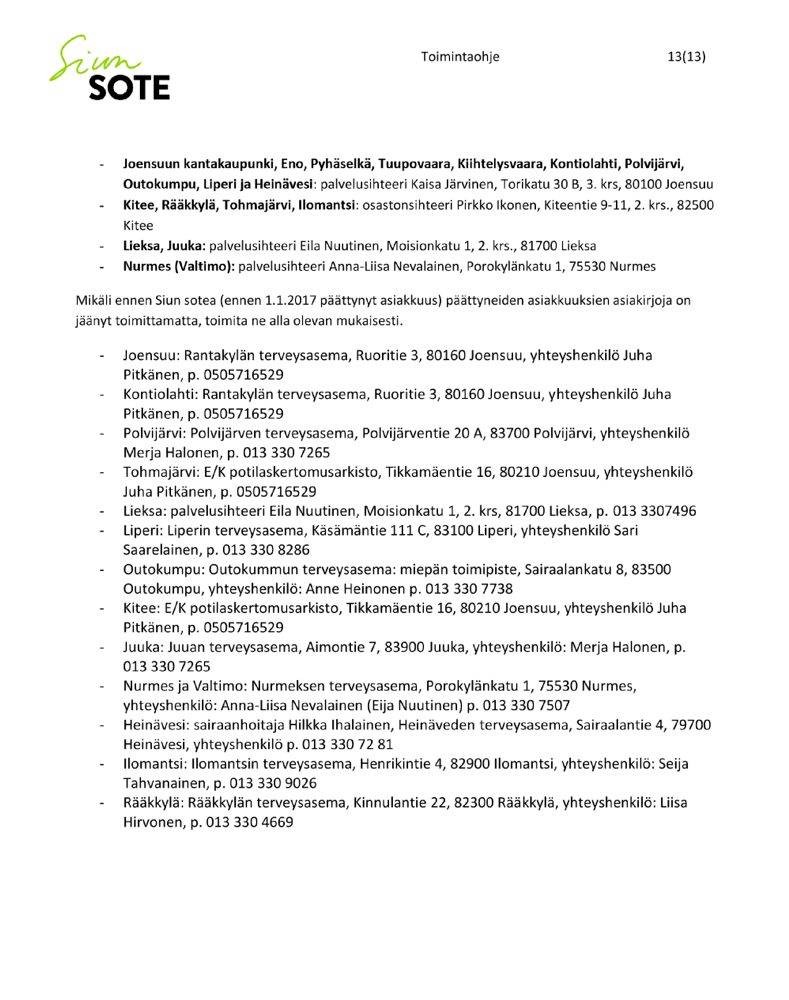 Siun
SOTE
Toimintaohje 13(13)
- Joensuun kantakaupunki, Eno, Pyhäselkä, Tuupovaara, Kiihtelysvaara, Kontiolahti, Polvijärvi,
Outokumpu, Liperi ja Heinävesi: palvelusihteeri Kaisa Järvinen, Torikatu 30 B, 3. krs, 80100 Joensuu
- Kitee, Rääkkylä, Tohmajärvi, Ilomantsi: osastonsihteeri Pirkko Ikonen, Kiteentie 9-11, 2. krs., 82500
Kitee
- Lieksa, Juuka: palvelusihteeri Eila Nuutinen, Moisionkatu 1, 2. krs., 81700 Lieksa
- Nurmes (Valtimo): palvelusihteeri Anna-Liisa Nevalainen, Porokylänkatu 1, 75530 Nurmes
Mikäli ennen Siun sotea (ennen 1.1.2017 päättynyt asiakkuus) päättyneiden asiakkuuksien asiakirjoja on
jäänyt toimittamatta, toimita ne alla olevan mukaisesti.
- Joensuu: Rantakylän terveysasema, Ruoritie 3, 80160 Joensuu, yhteyshenkilö Juha
Pitkänen, p. 0505716529
- Kontiolahti: Rantakylän terveysasema, Ruoritie 3, 80160 Joensuu, yhteyshenkilö Juha
Pitkänen, p. 0505716529
- Polvijärvi: Polvijärven terveysasema, Polvijärventie 20 A, 83700 Polvijärvi, yhteyshenkilö
Merja Halonen, p. 013 330 7265
- Tohmajärvi: E/K potilaskertomusarkisto, Tikkamäentie 16, 80210 Joensuu, yhteyshenkilö
Juha Pitkänen, p. 0505716529
- Lieksa: palvelusihteeri Eila Nuutinen, Moisionkatu 1, 2. krs, 81700 Lieksa, p. 013 3307496
- Liperi: Liperin terveysasema, Käsämäntie 111 C, 83100 Liperi, yhteyshenkilö Sari
Saarelainen, p. 013 330 8286
- Outokumpu: Outokummun terveysasema: miepän toimipiste, Sairaalankatu 8, 83500
Outokumpu, yhteyshenkilö: Anne Heinonen p. 013 330 7738
- Kitee: E/K potilaskertomusarkisto, Tikkamäentie 16, 80210 Joensuu, yhteyshenkilö Juha
Pitkänen, p. 0505716529
- Juuka: Juuan terveysasema, Aimontie 7, 83900 Juuka, yhteyshenkilö: Merja Halonen, p.
013 330 7265
- Nurmes ja Valtimo: Nurmeksen terveysasema, Porokylänkatu 1, 75530 Nurmes,
yhteyshenkilö: Anna-Liisa Nevalainen (Eija Nuutinen) p. 013 330 7507
- Heinävesi: sairaanhoitaja Hilkka Ihalainen, Heinäveden terveysasema, Sairaalantie 4, 79700
Heinävesi, yhteyshenkilö p. 013 330 72 81
- Ilomantsi: Ilomantsin terveysasema, Henrikintie 4, 82900 Ilomantsi, yhteyshenkilö: Seija
Tahvanainen, p. 013 330 9026
- Rääkkylä: Rääkkylän terveysasema, Kinnulantie 22, 82300 Rääkkylä, yhteyshenkilö: Liisa
Hirvonen, p. 013 330 4669